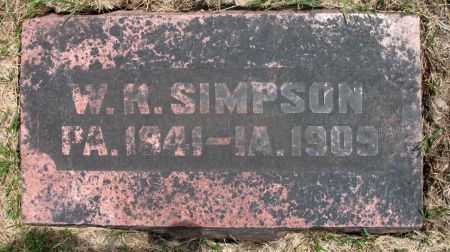 W. K. SIMPSON
PA. 1841-IA. 1909